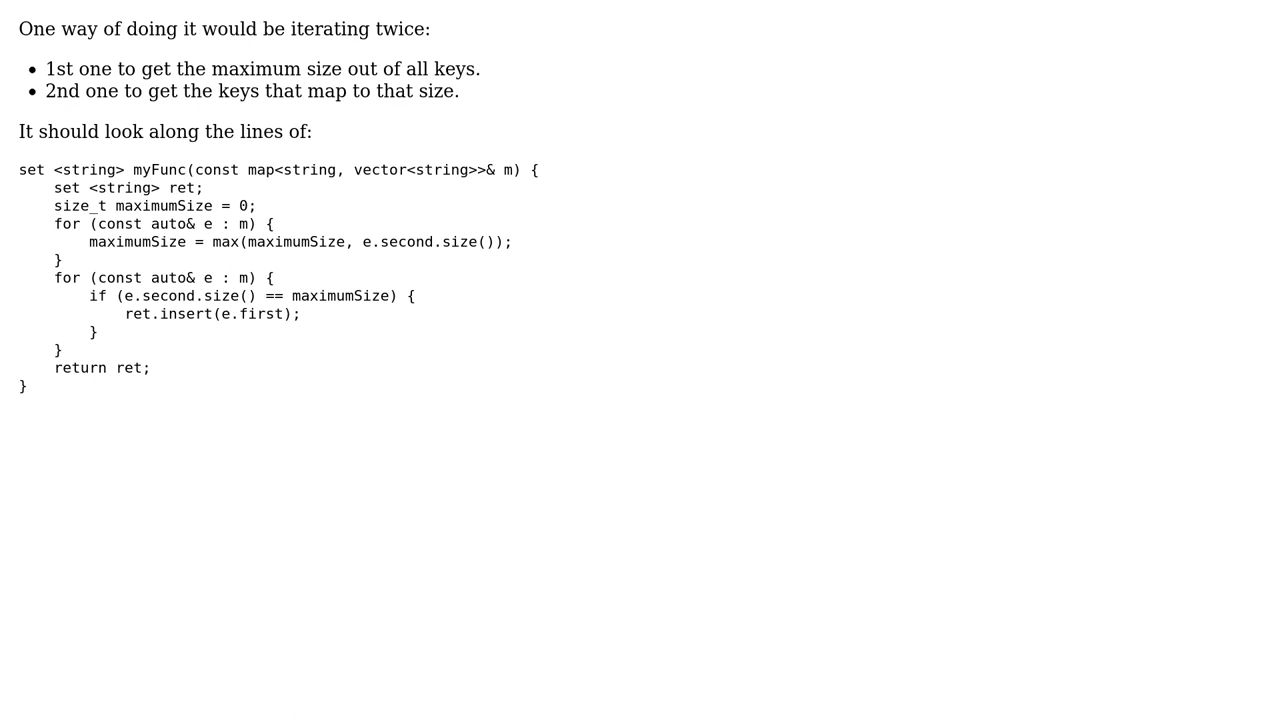 One way of doing it would be iterating twice:
• 1st one to get the maximum size out of all keys.
• 2nd one to get the keys that map to that size.
It should look along the lines of:
set <string> myFunc(const map<string, vector<string>>& m) {
    set <string> ret;
    size_t maximumSize = 0;
    for (const auto& e : m) {
        maximumSize = max(maximumSize, e.second.size());
    }
    for (const auto& e : m) {
        if (e.second.size() == maximumSize) {
            ret.insert(e.first);
        }
    }
    return ret;
}